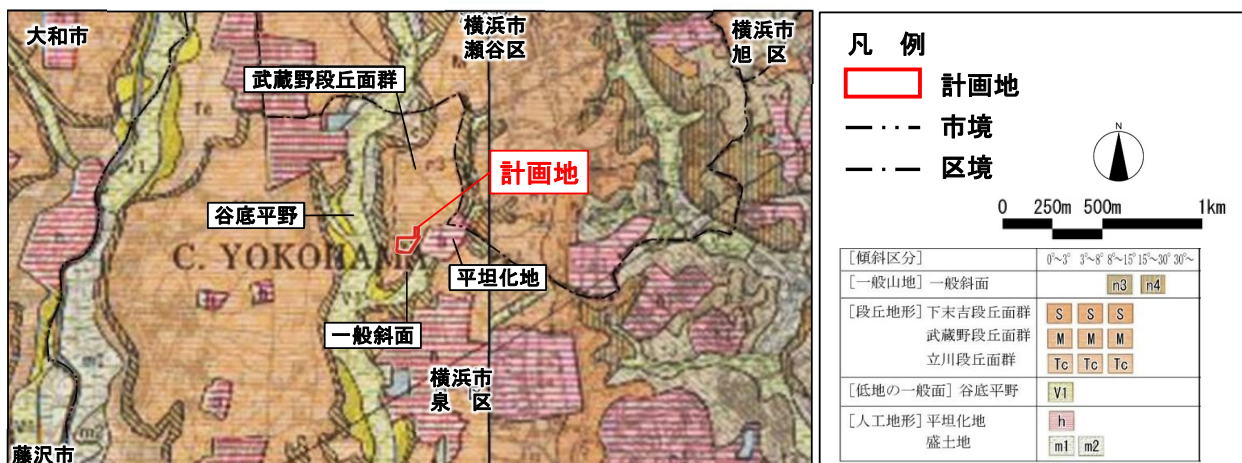 大和市
横浜市
瀬谷区
横浜市
旭 区
武蔵野段丘面群
計画地
谷底平野
C. YOKOHAMA
平坦化地
一般斜面
横浜市
泉 区
藤沢市
m2
h
h
凡 例
計画地
市境
区境
N
0 250m 500m 1km
[傾斜区分] 0°~3° 3°~8° 8°~15° 15°~30° 30°~
[一般山地] 一般斜面 n3 n4
[段丘地形] 下末吉段丘面群 S S S
武蔵野段丘面群 M M M
立川段丘面群 Tc Tc Tc
[低地の一般面] 谷底平野 V1
[人工地形] 平坦化地 h
盛土地 m1 m2